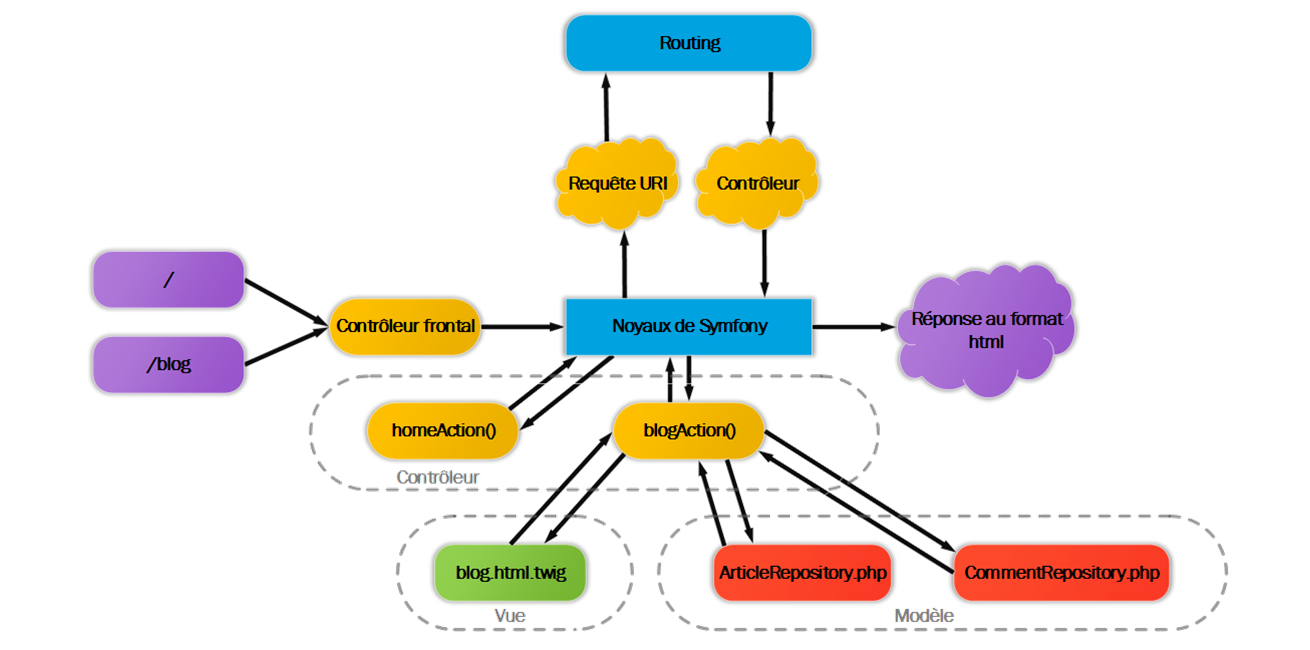 Routing
Requête URI
Contrôleur
/
/blog
Contrôleur frontal
Noyaux de Symfony
Réponse au format
html
homeAction()
blogAction()
Contrôleur
blog.html.twig
ArticleRepository.php
CommentRepository.php
Vue
Modèle